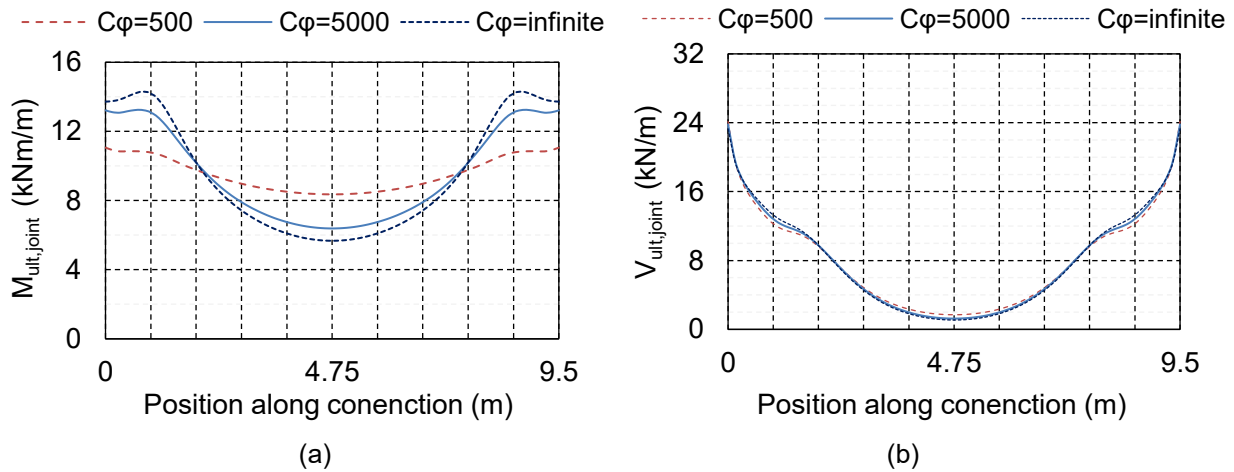 Cφ=500 Cφ=5000 Cφ=infinite
16
12
8
4
0
M_ult,joint (kNm/m)
0 4.75 9.5
Position along conenction (m)
(a)
Cφ=500 Cφ=5000 Cφ=infinite
32
24
16
8
0
V_ult,joint (kN/m)
0 4.75 9.5
Position along conenction (m)
(b)